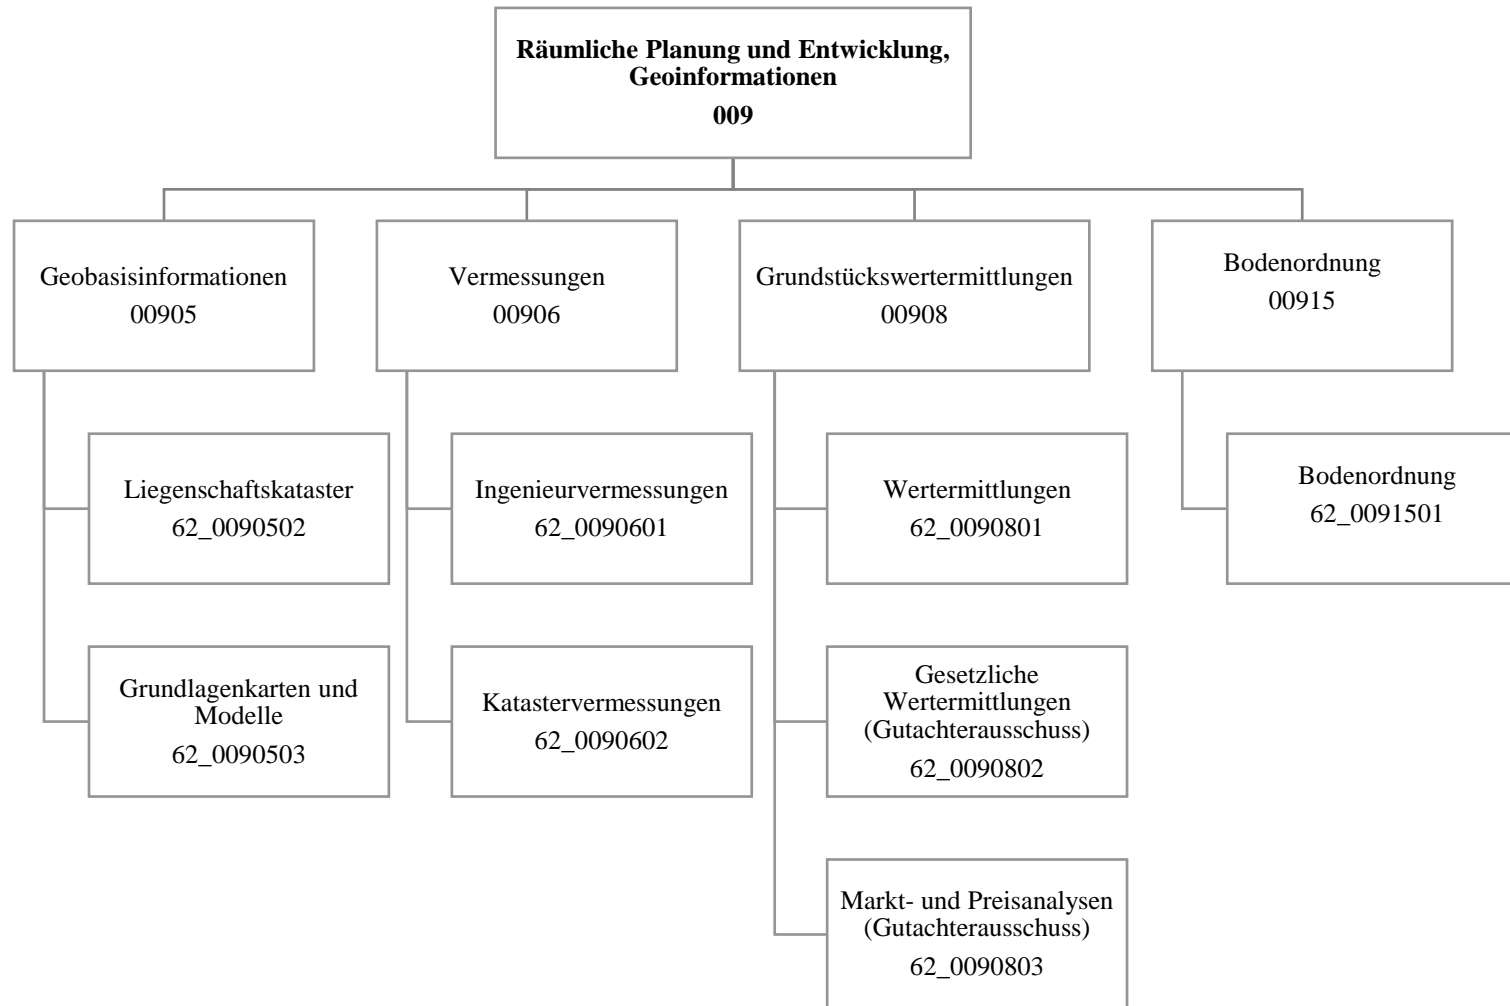 Räumliche Planung und Entwicklung,
Geoinformationen
009
Geobasisinformationen
00905
Vermessungen
00906
Grundstückswertermittlungen
00908
Bodenordnung
00915
Liegenschaftskataster
62_0090502
Ingenieurvermessungen
62_0090601
Wertermittlungen
62_0090801
Bodenordnung
62_0091501
Grundlagenkarten und
Modelle
62_0090503
Katastervermessungen
62_0090602
Gesetzliche
Wertermittlungen
(Gutachterausschuss)
62_0090802
Markt- und Preisanalysen
(Gutachterausschuss)
62_0090803